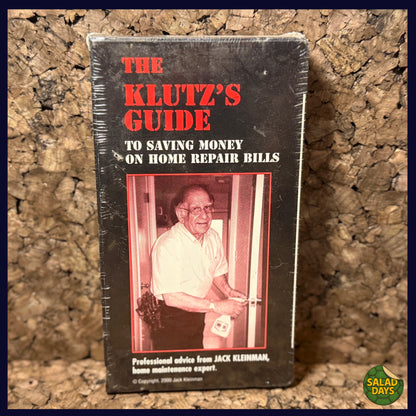 THE
KLUTZ'S
GUIDE
TO SAVING MONEY
ON HOME REPAIR BILLS
Professional advice from JACK KLEINMAN,
home maintenance expert.
© Copyright, 2000 Jack Kleinman
SALAD
DAYS